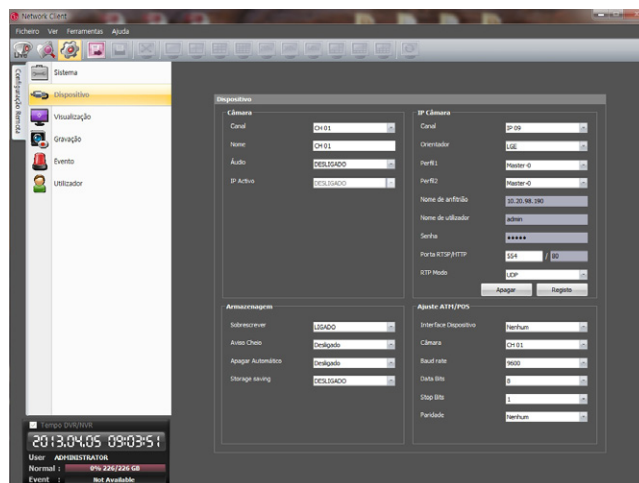 Network Client
Ficheiro Ver Ferramentas Ajuda
Live
Configuração Remota
Sistema
Dispositivo
Visualização
Gravação
Evento
Utilizador
Dispositivo
Câmara
Canal CH 01
Nome CH 01
Áudio DESLIGADO
IP Activo DESLIGADO
IP Câmara
Canal IP 09
Orientador LGE
Perfil1 Master-0
Perfil2 Master-0
Nome de anfitrião 10.20.98.190
Nome de utilizador admin
Senha *****
Porta RTSP/HTTP 554 / 80
RTP Modo UDP
Apagar Registo
Armazenagem
Sobrescrever LIGADO
Aviso Cheio Desligado
Apagar Automático Desligado
Storage saving DESLIGADO
Ajuste ATM/POS
Interface Dispositivo Nenhum
Câmara CH 01
Baud rate 9600
Data Bits 8
Stop Bits 1
Paridade Nenhum
Tempo DVR/NVR
2013.04.05 09:03:51
User ADMINISTRATOR
Normal : 0% 226/226 GB
Event : Not Available